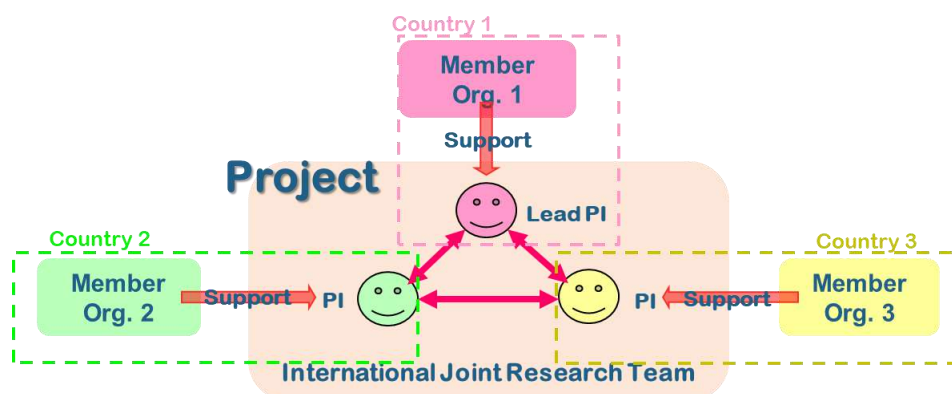 Country 1
Member
Org. 1
Support
Project
Lead PI
Country 2
Country 3
Member
Org. 2
Support
PI
PI
Support
Member
Org. 3
International Joint Research Team